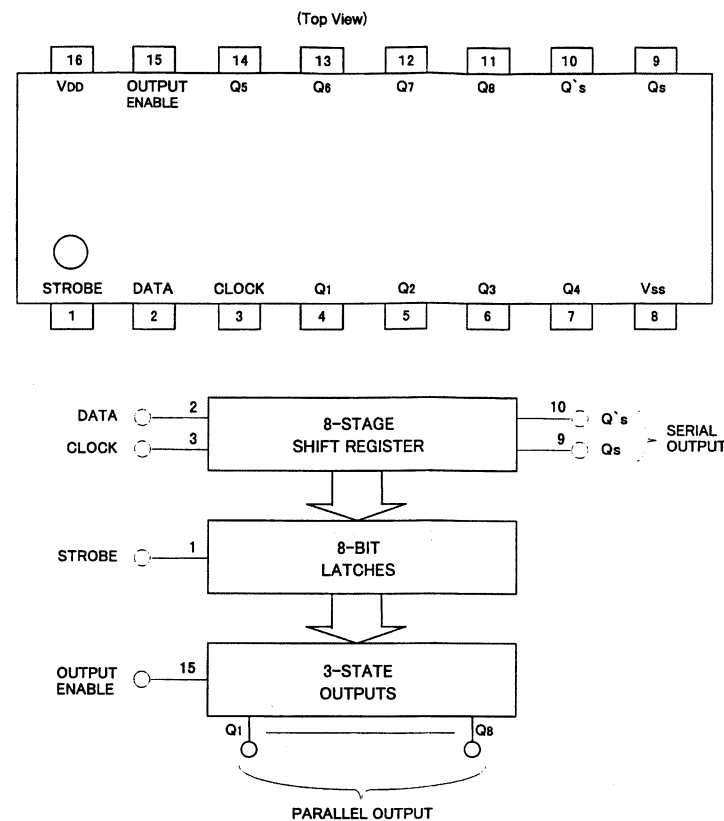 (Top View)
16 15 14 13 12 11 10 9
VDD OUTPUT ENABLE Q5 Q6 Q7 Q8 Q`s Qs
STROBE DATA CLOCK Q1 Q2 Q3 Q4 Vss
1 2 3 4 5 6 7 8
DATA 2
CLOCK 3
8-STAGE
SHIFT REGISTER
10 Q`s
9 Qs
SERIAL
OUTPUT
STROBE 1
8-BIT
LATCHES
OUTPUT
ENABLE
15
3-STATE
OUTPUTS
Q1 Q8
PARALLEL OUTPUT